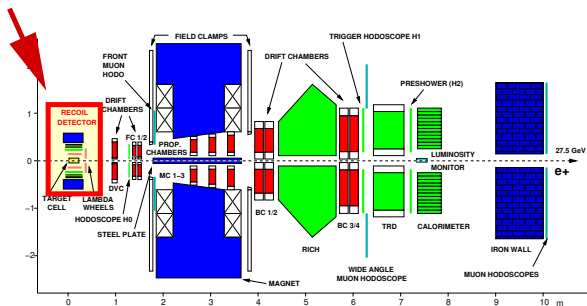 FIELD CLAMPS
TRIGGER HODOSCOPE H1
FRONT
MUON
HODO
DRIFT CHAMBERS
PRESHOWER (H2)
2
1
0
−1
−2
RECOIL
DETECTOR
DRIFT
CHAMBERS
FC 1/2
PROP.
CHAMBERS
LUMINOSITY
MONITOR
27.5 GeV
e+
TARGET
CELL
LAMBDA
WHEELS
DVC
MC 1−3
HODOSCOPE H0
STEEL PLATE
BC 1/2
RICH
BC 3/4
TRD
CALORIMETER
IRON WALL
WIDE ANGLE
MUON HODOSCOPE
MUON HODOSCOPES
MAGNET
0 1 2 3 4 5 6 7 8 9 10 m